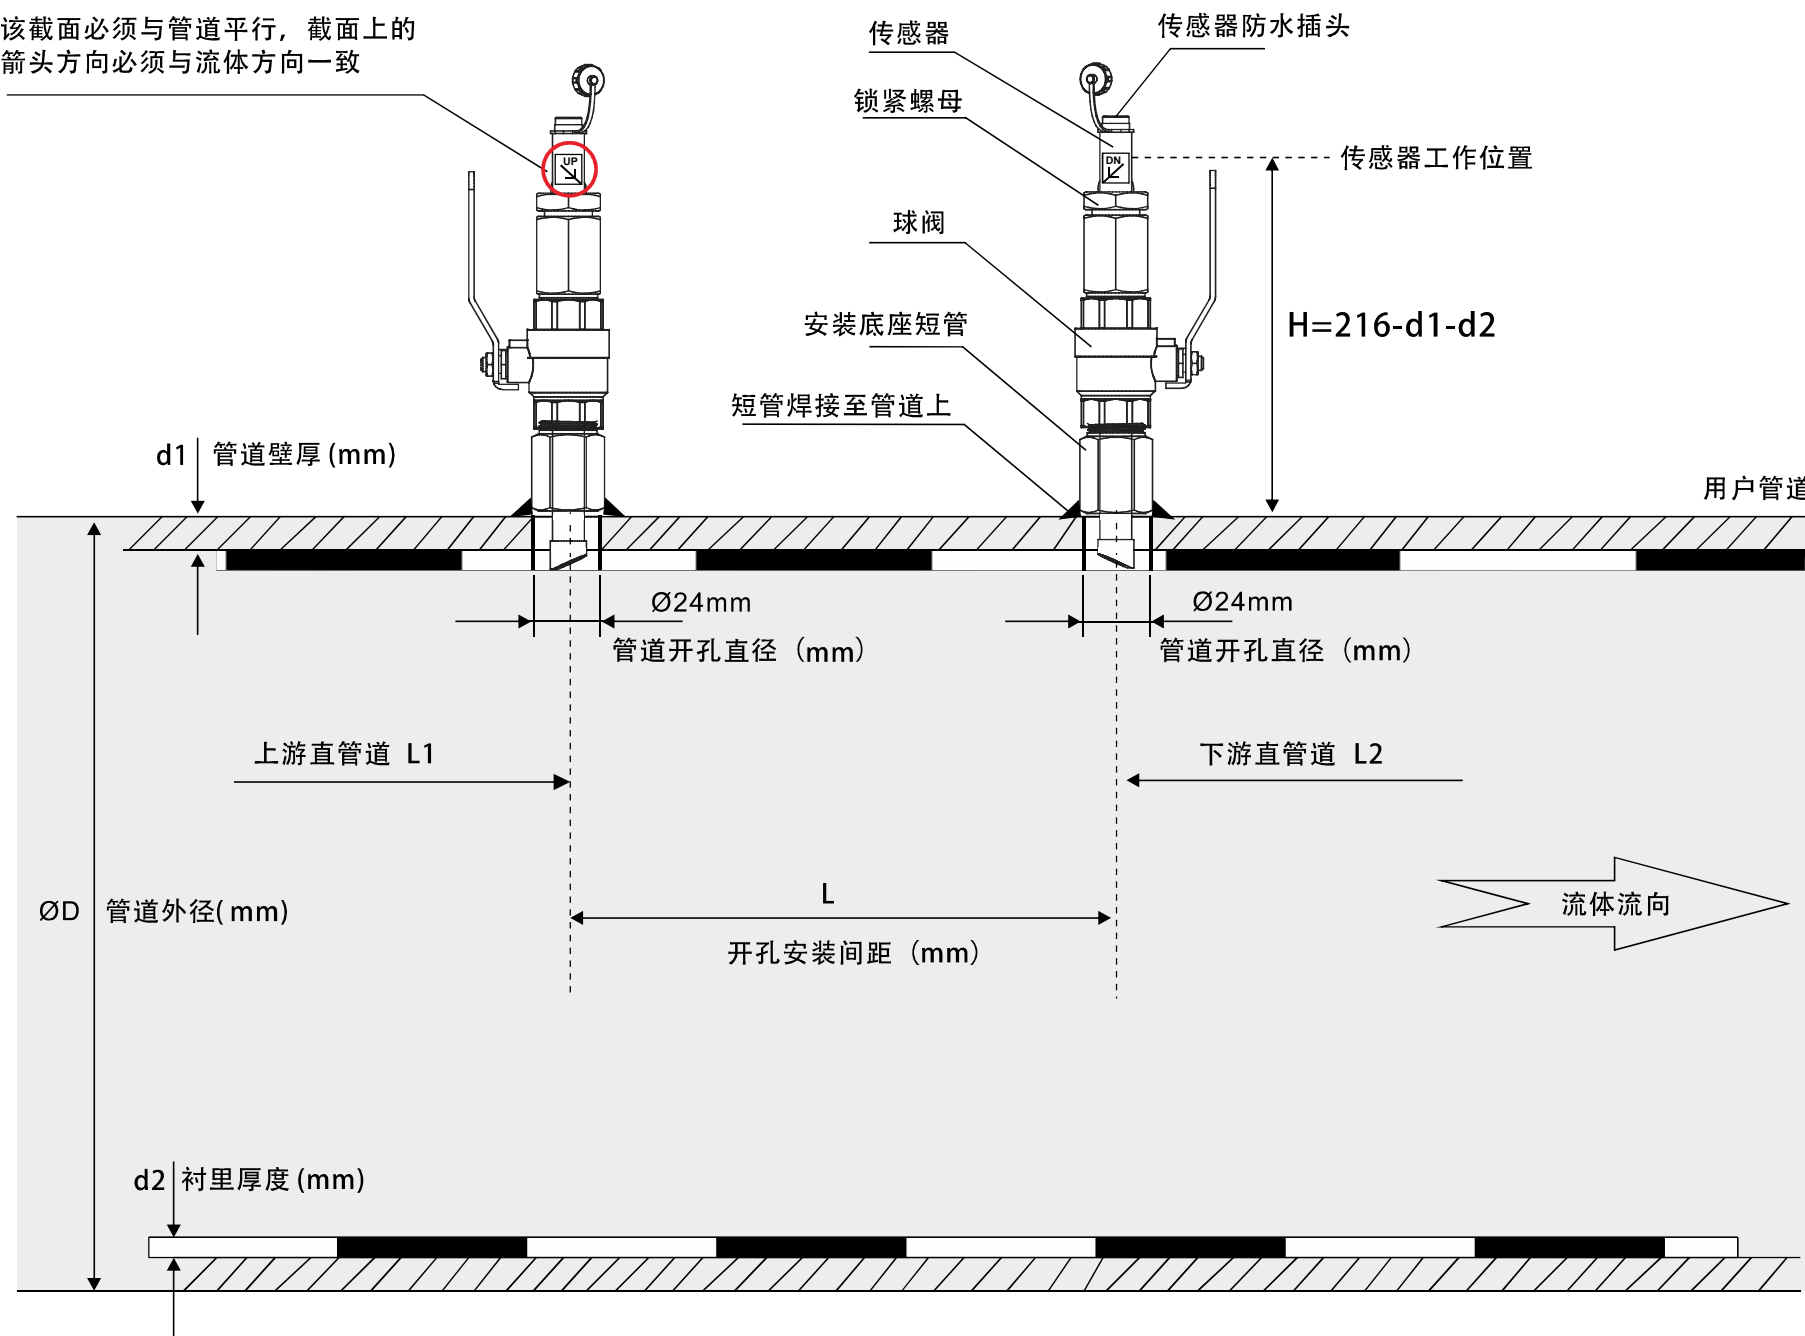 该截面必须与管道平行，截面上的
箭头方向必须与流体方向一致
传感器
传感器防水插头
锁紧螺母
UP
DN
传感器工作位置
球阀
安装底座短管
H=216-d1-d2
短管焊接至管道上
d1 管道壁厚(mm)
用户管道
Ø24mm
管道开孔直径（mm）
Ø24mm
管道开孔直径（mm）
上游直管道 L1
下游直管道 L2
L
开孔安装间距（mm）
流体流向
ØD 管道外径(mm)
d2 衬里厚度(mm)